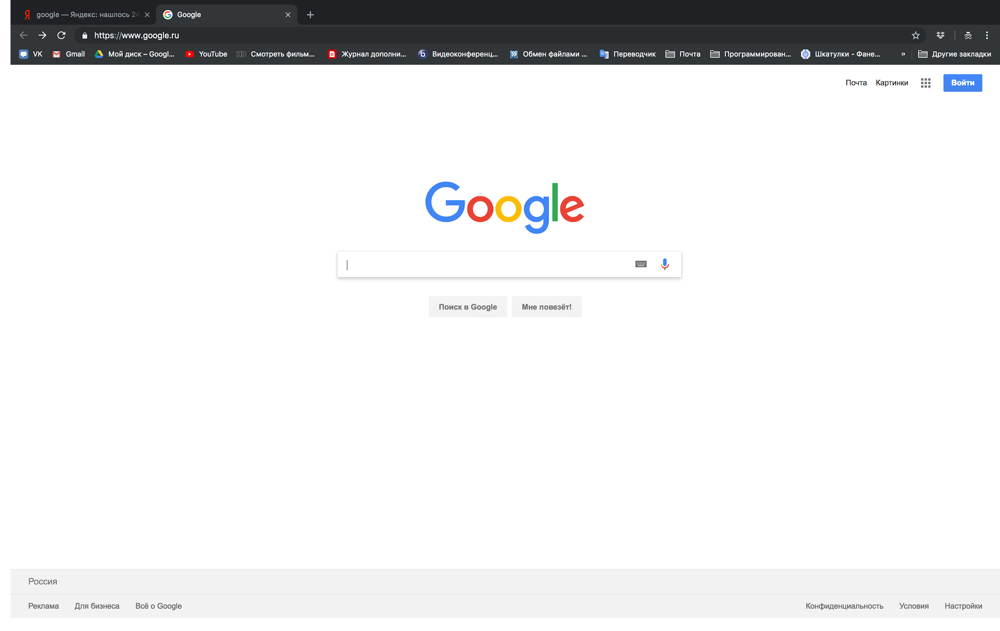 google — Яндекс: нашлось 24
Google
https://www.google.ru
VK Gmail Мой диск – Googl... YouTube HD Смотреть фильм... Журнал дополни... Видеоконференц... Обмен файлами ... Переводчик Почта Программирован... Шкатулки - Фане... » Другие закладки
Почта Картинки Войти
Google
Поиск в Google Мне повезёт!
Россия
Реклама Для бизнеса Всё о Google Конфиденциальность Условия Настройки